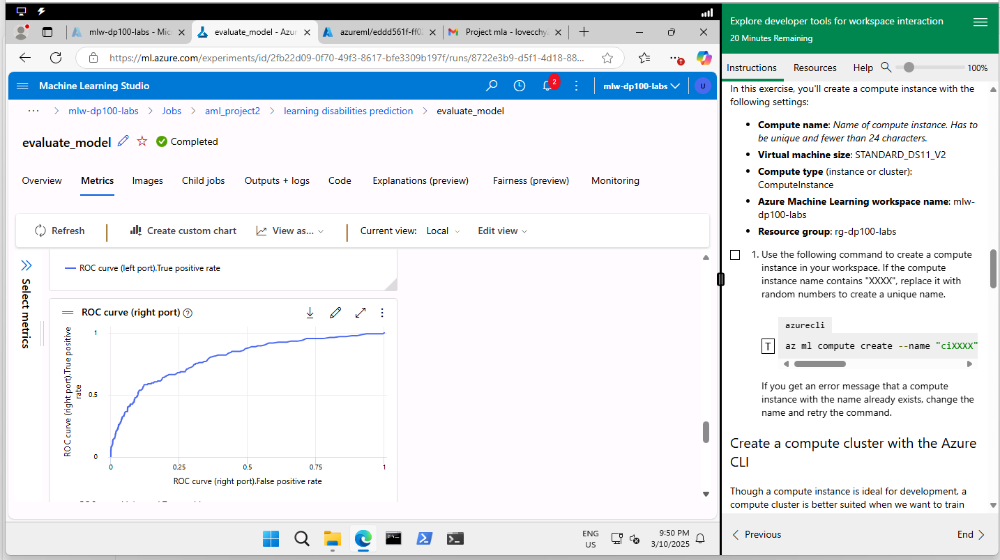 mlw-dp100-labs - Mic
evaluate_model - Azur
azureml/eddd561f-ff02
Project mla - lovecchy
https://ml.azure.com/experiments/id/2fb22d09-0f70-49f3-8617-bfe3309b197f/runs/8722e3b9-d5f1-4d18-88...
Machine Learning Studio
2
mlw-dp100-labs
U
... > mlw-dp100-labs > Jobs > aml_project2 > learning disabilities prediction > evaluate_model
evaluate_model
Completed
Overview
Metrics
Images
Child jobs
Outputs + logs
Code
Explanations (preview)
Fairness (preview)
Monitoring
Refresh
Create custom chart
View as...
Current view:
Local
Edit view
Select metrics
ROC curve (left port).True positive rate
ROC curve (right port)
ROC curve (right port).True positive
rate
1
0.5
0
0
0.25
0.5
0.75
1
ROC curve (right port).False positive rate
ENG
US
9:50 PM
3/10/2025
Explore developer tools for workspace interaction
20 Minutes Remaining
Instructions
Resources
Help
100%
In this exercise, you'll create a compute instance with the
following settings:
• Compute name: Name of compute instance. Has to
be unique and fewer than 24 characters.
• Virtual machine size: STANDARD_DS11_V2
• Compute type (instance or cluster):
ComputeInstance
• Azure Machine Learning workspace name: mlw-
dp100-labs
• Resource group: rg-dp100-labs
1. Use the following command to create a compute
instance in your workspace. If the compute
instance name contains "XXXX", replace it with
random numbers to create a unique name.
azurecli
T
az ml compute create --name "ciXXXX"
If you get an error message that a compute
instance with the name already exists, change the
name and retry the command.
Create a compute cluster with the Azure
CLI
Though a compute instance is ideal for development, a
compute cluster is better suited when we want to train
Previous
End